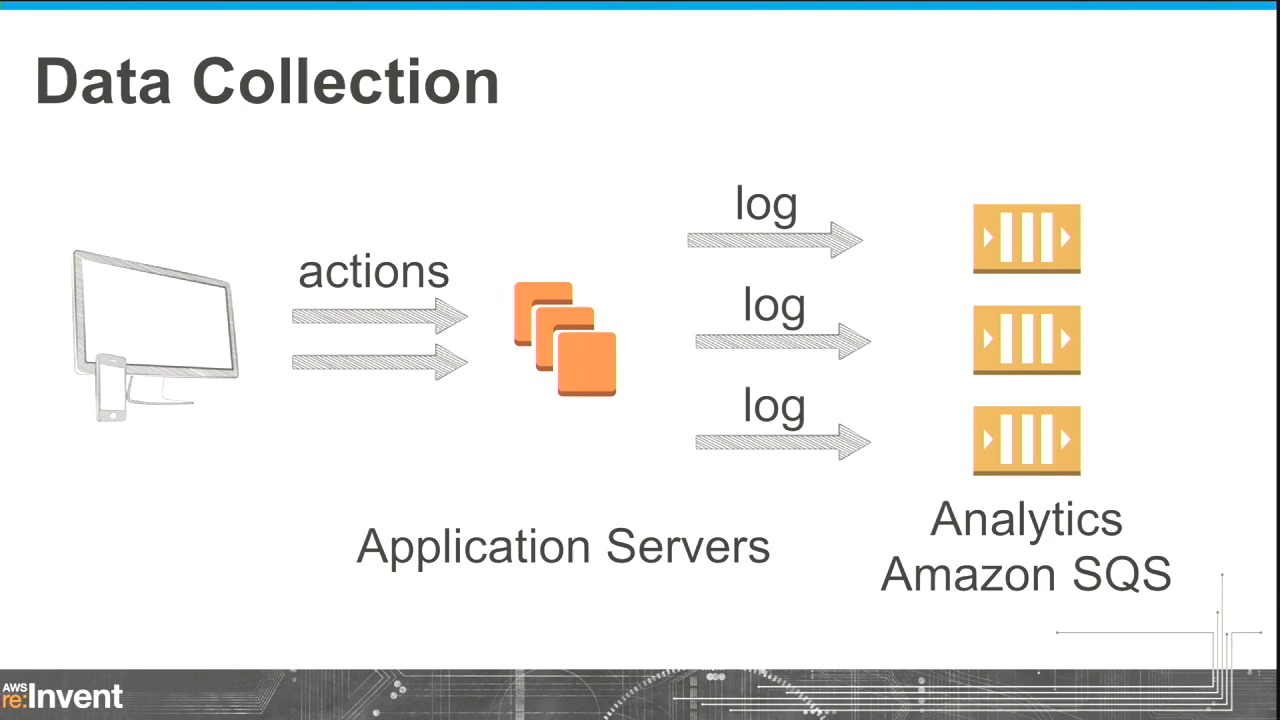 Data Collection
actions
log
log
log
Application Servers
Analytics
Amazon SQS
AWS
re:Invent